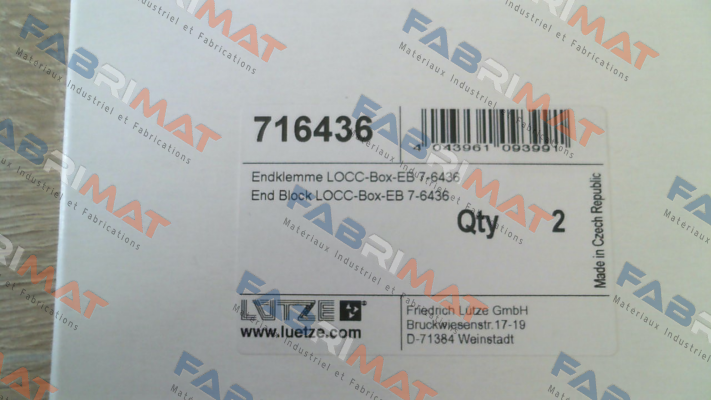 716436
4 043961 093991
Endklemme LOCC-Box-EB 7-6436
End Block LOCC-Box-EB 7-6436
Qty 2
Made in Czech Republic
LÜTZE
www.luetze.com
Friedrich Lütze GmbH
Bruckwiesenstr.17-19
D-71384 Weinstadt
FABRIMAT
Materiaux Industriel et Fabrications